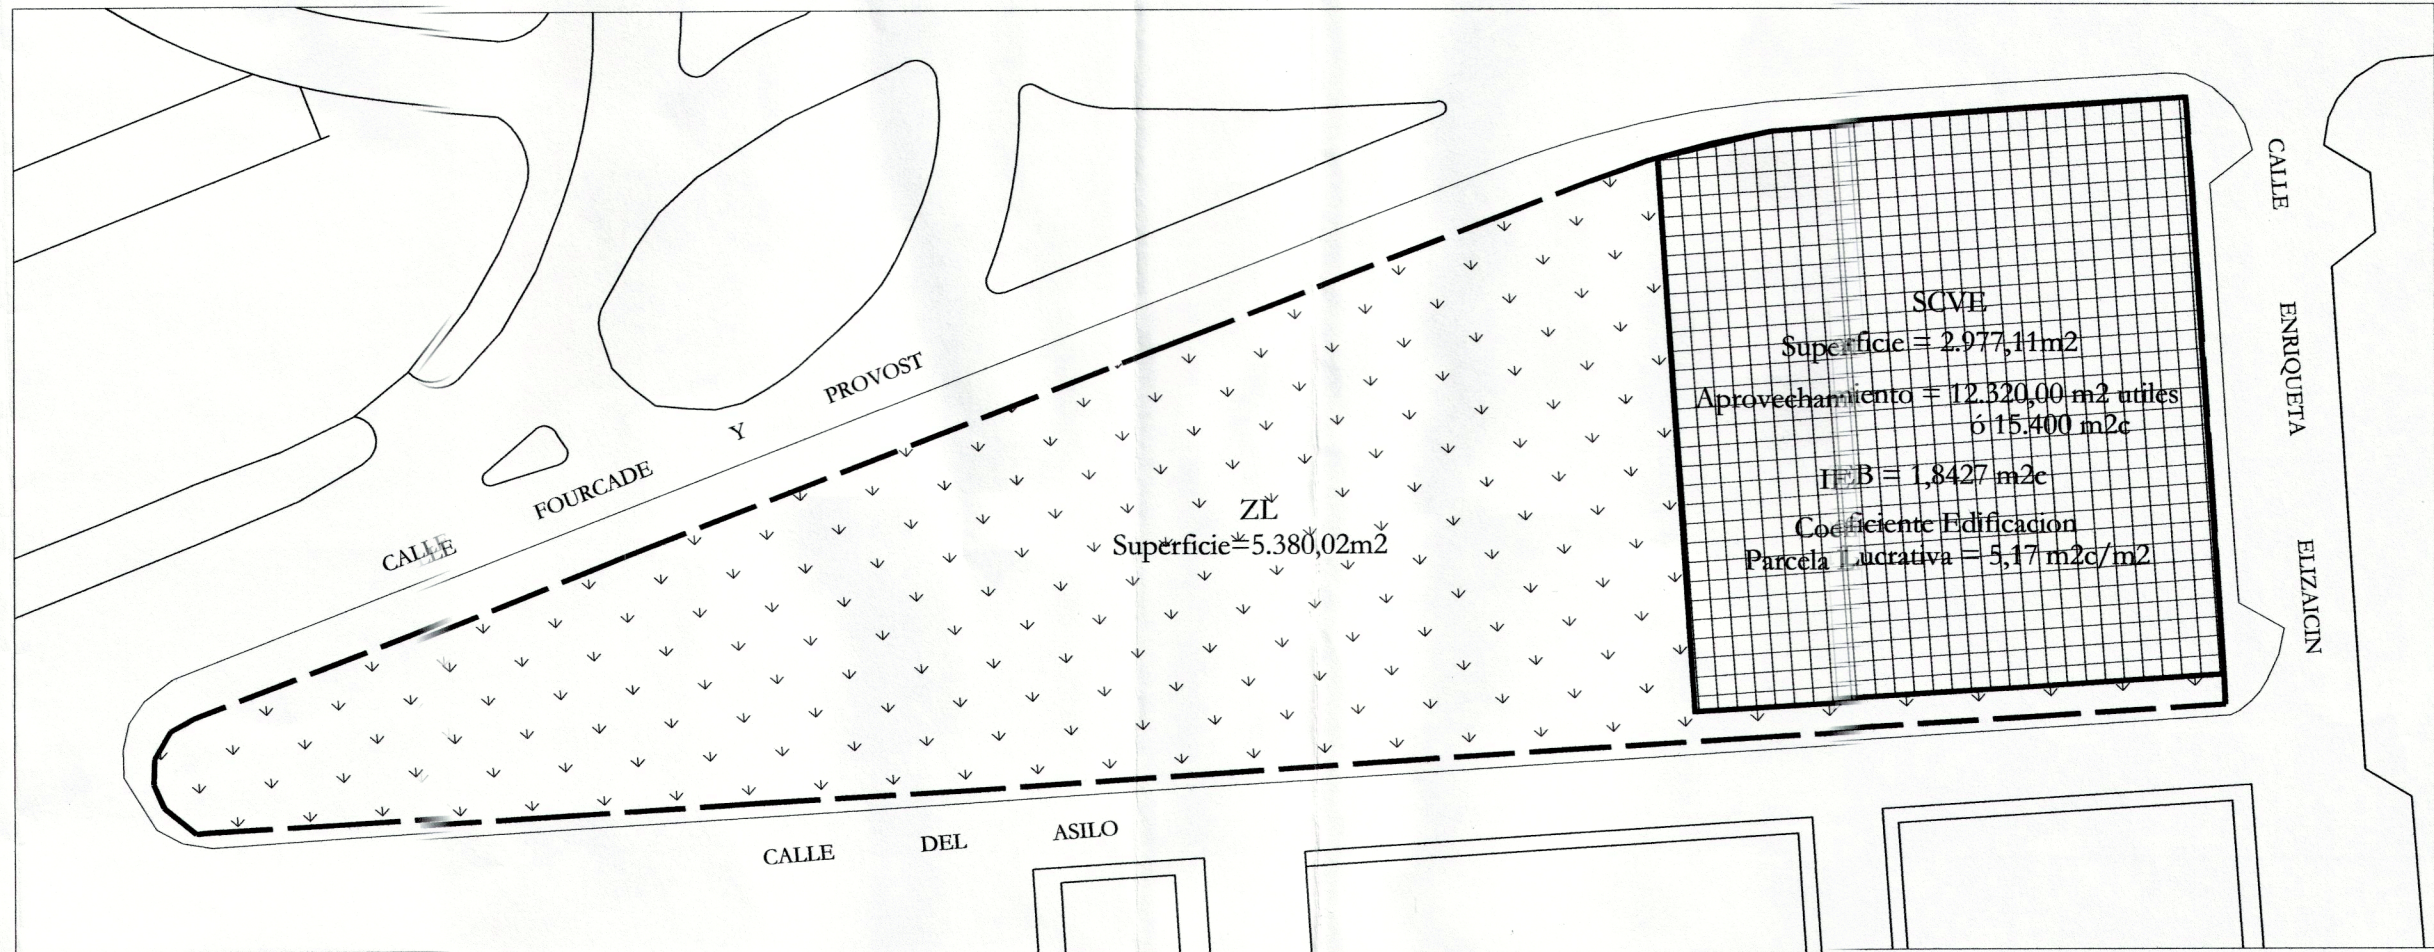 CALLE FOURCADE Y PROVOST
ZL
Superficie=5.380,02m2
SCVE
Superficie = 2.977,11m2
Aprovechamiento = 12.320,00 m2 utiles
ó 15.400 m2c
IEB = 1,8427 m2c
Coeficiente Edificación
Parcela Lucrativa = 5,17 m2c/m2
CALLE ENRIQUETA ELIZAICIN
CALLE DEL ASILO